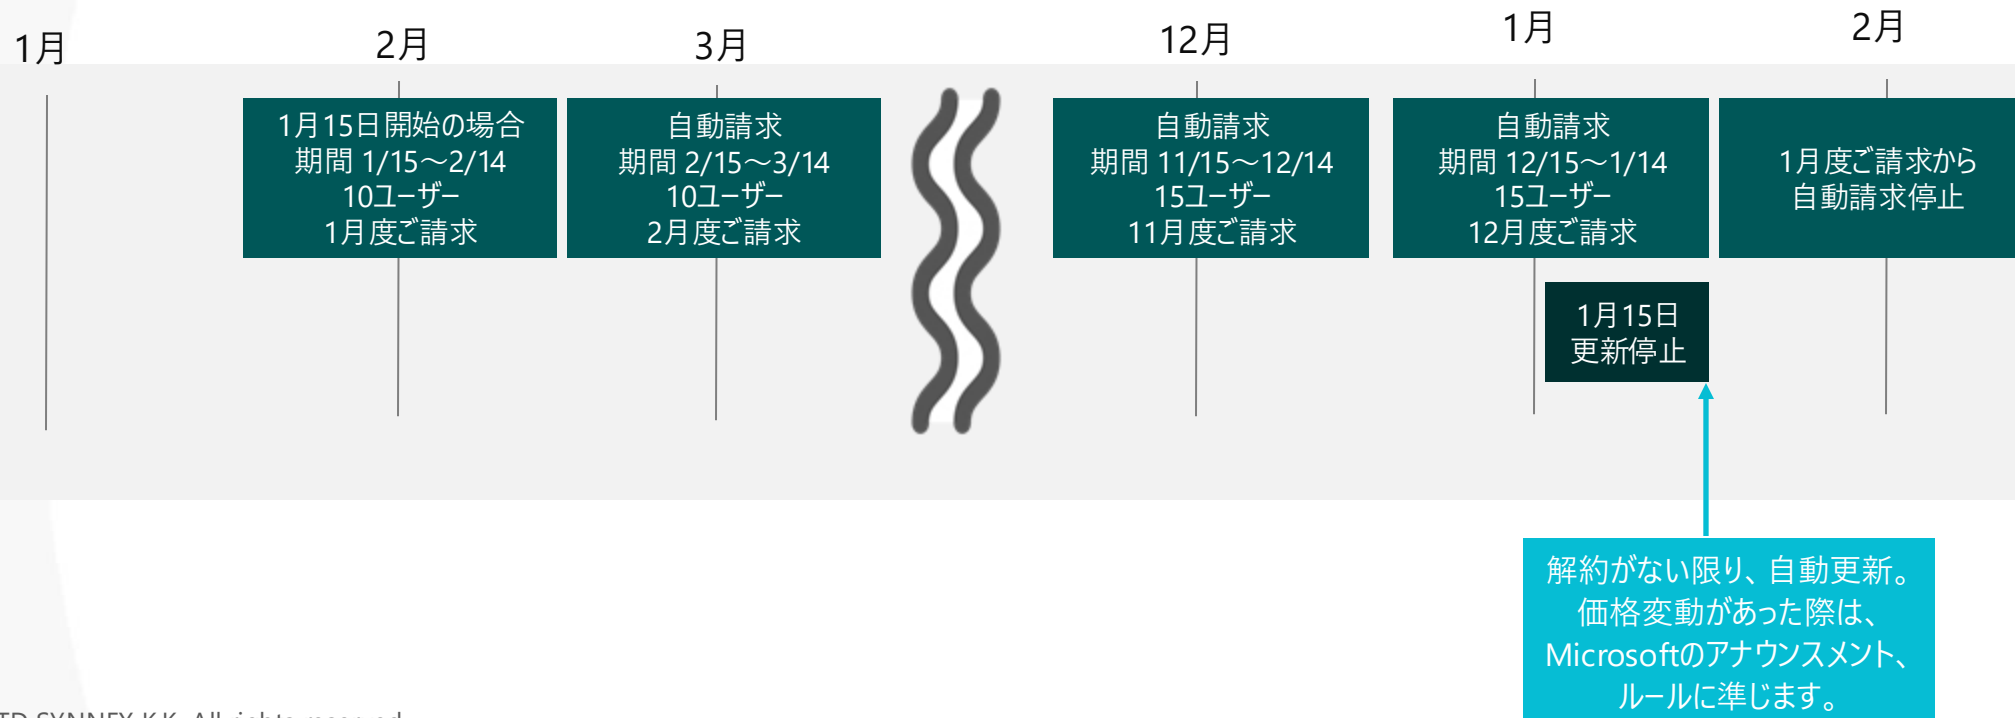 1月
2月
3月
12月
1月
2月
1月15日開始の場合
期間 1/15～2/14
10ユーザー
1月度ご請求
自動請求
期間 2/15～3/14
10ユーザー
2月度ご請求
自動請求
期間 11/15～12/14
15ユーザー
11月度ご請求
自動請求
期間 12/15～1/14
15ユーザー
12月度ご請求
1月度ご請求から
自動請求停止
1月15日
更新停止
解約がない限り、自動更新。
価格変動があった際は、
Microsoftのアナウンスメント、
ルールに準じます。
TD SYNNEX K.K. All rights reserved